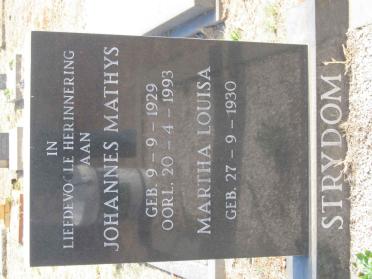 IN
LIEFDEVOLLE HERINNERING
AAN
JOHANNES MATHYS
GEB. 9 - 9 - 1929
OORL. 20 - 4 - 1993
MARTHA LOUISA
GEB. 27 - 9 - 1930
STRYDOM